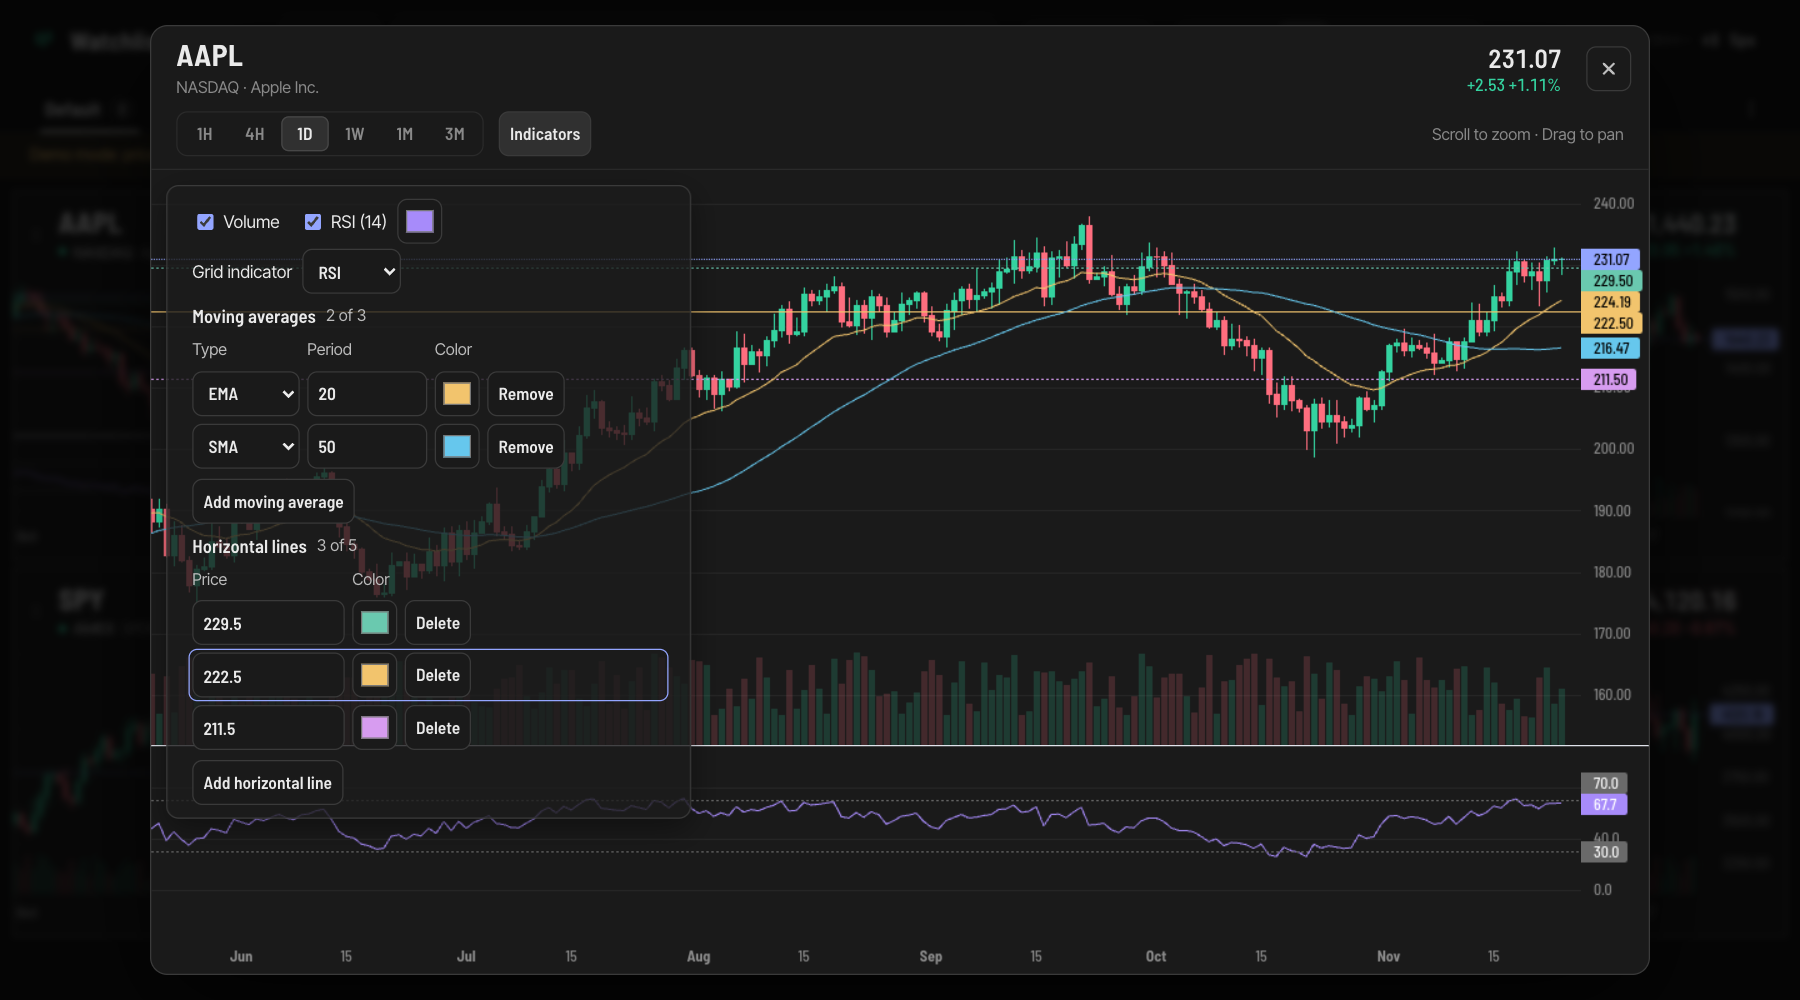 AAPL
NASDAQ · Apple Inc.
231.07
+2.53 +1.11%
1H 4H 1D 1W 1M 3M Indicators
Scroll to zoom · Drag to pan
Volume RSI (14)
Grid indicator RSI
Moving averages 2 of 3
Type Period Color
EMA 20 Remove
SMA 50 Remove
Add moving average
Horizontal lines 3 of 5
Price Color
229.5 Delete
222.5 Delete
211.5 Delete
Add horizontal line
240.00
231.07
229.50
224.19
222.50
216.47
211.50
200.00
190.00
180.00
170.00
160.00
70.0
67.7
40.0
30.0
0.0
Jun 15 Jul 15 Aug 15 Sep 15 Oct 15 Nov 15
AAPL
SPY